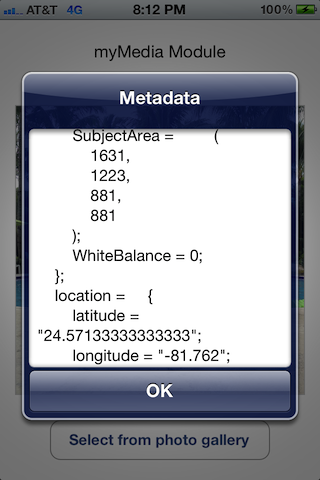 AT&T 4G 8:12 PM 100%
myMedia Module
Metadata
SubjectArea = (
1631,
1223,
881,
881
);
WhiteBalance = 0;
};
location = {
latitude =
"24.57133333333333";
longitude = "-81.762";
OK
Select from photo gallery